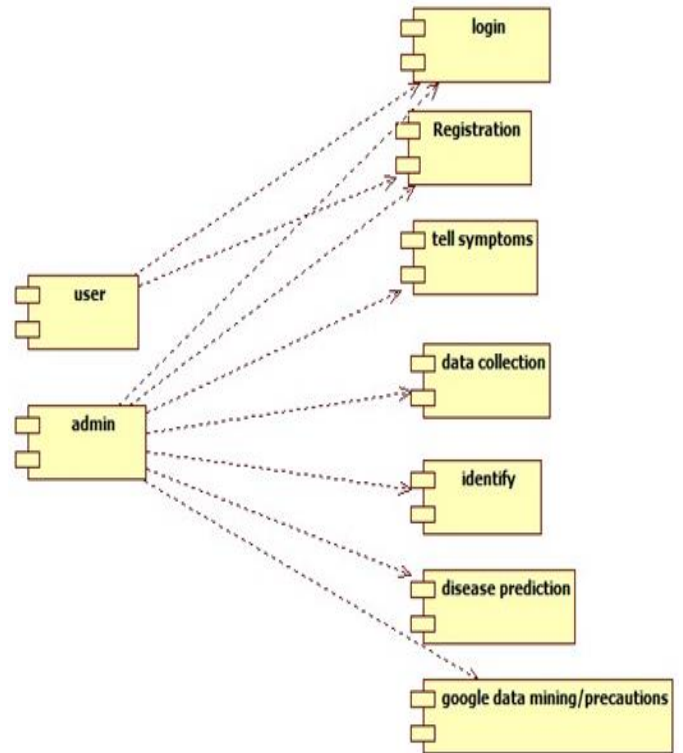 login
Registration
tell symptoms
user
data collection
admin
identify
disease prediction
google data mining/precautions